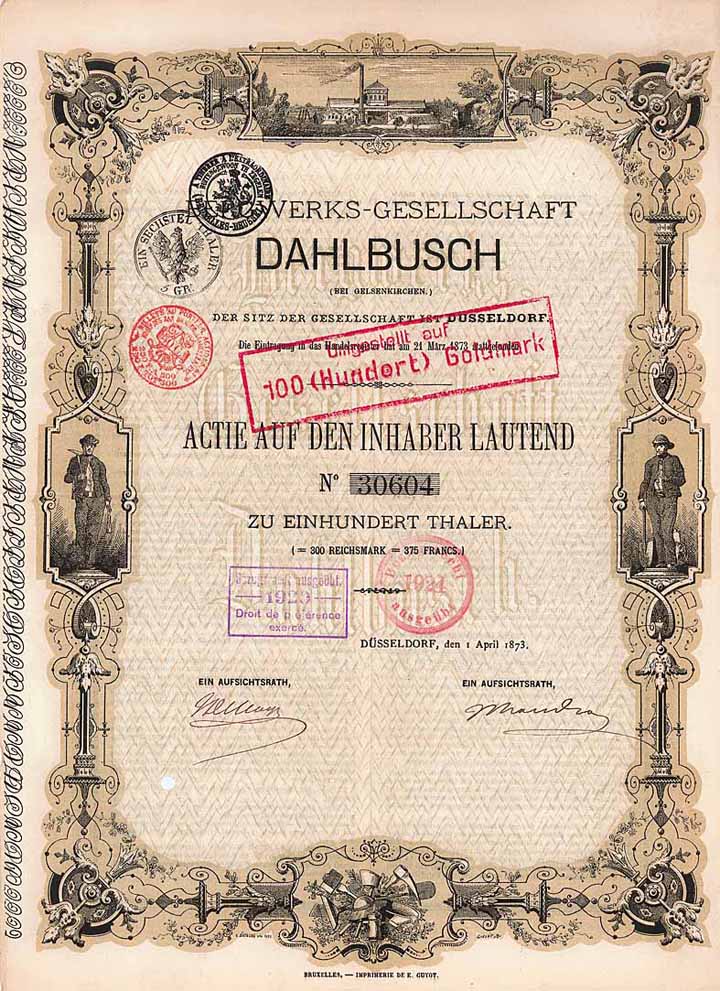 WERKS-GESELLSCHAFT
DAHLBUSCH
(BEI GELSENKIRCHEN.)
EIN SECHSTEL THALER
5 GR.
DER SITZ DER GESELLSCHAFT IST DÜSSELDORF.
Die Eintragung in das Handelsregister hat am 21 März 1873 stattgefunden
Umgestellt auf
100 (Hundert) Goldmark
ACTIE AUF DEN INHABER LAUTEND
N° 30604
ZU EINHUNDERT THALER.
(= 300 REICHSMARK = 375 FRANCS.)
ausgeübt.
1920
Droit de préférence
exercé.
1921
ausgeübt
DÜSSELDORF, den 1 April 1873.
EIN AUFSICHTSRATH,
EIN AUFSICHTSRATH,
BRUXELLES, — IMPRIMERIE DE E. GUYOT.